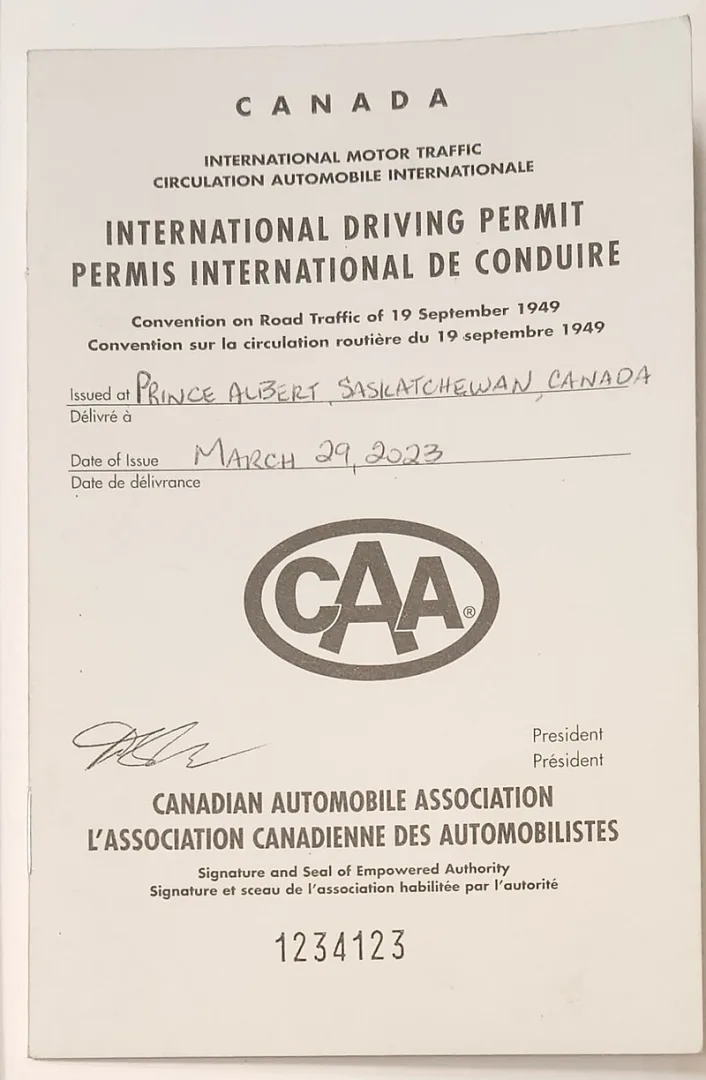 CANADA
INTERNATIONAL MOTOR TRAFFIC
CIRCULATION AUTOMOBILE INTERNATIONALE
INTERNATIONAL DRIVING PERMIT
PERMIS INTERNATIONAL DE CONDUIRE
Convention on Road Traffic of 19 September 1949
Convention sur la circulation routière du 19 septembre 1949
Issued at PRINCE ALBERT, SASKATCHEWAN, CANADA
Délivré à
Date of Issue MARCH 29, 2023
Date de délivrance
CAA®
President
Président
CANADIAN AUTOMOBILE ASSOCIATION
L'ASSOCIATION CANADIENNE DES AUTOMOBILISTES
Signature and Seal of Empowered Authority
Signature et sceau de l'association habilitée par l'autorité
1234123